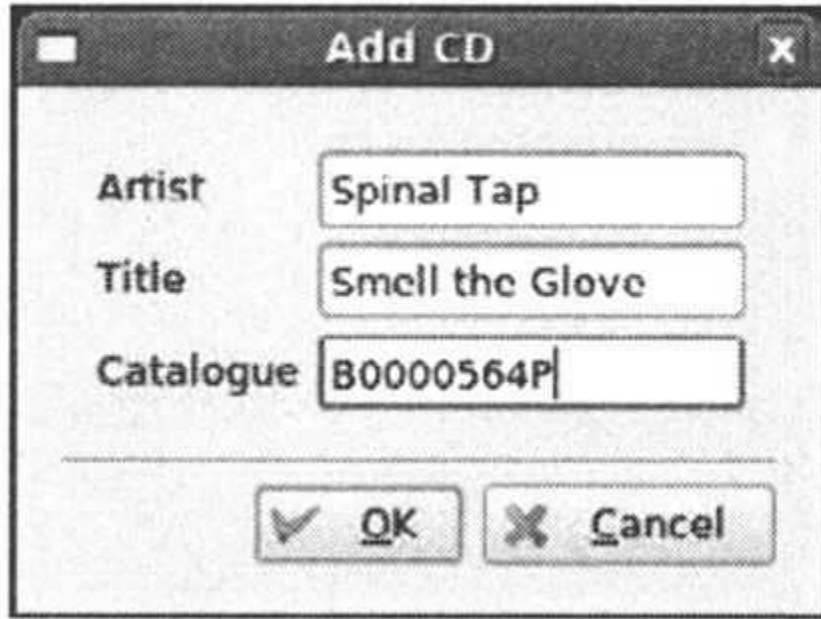 Add CD
Artist Spinal Tap
Title Smell the Glove
Catalogue B0000564P
OK Cancel